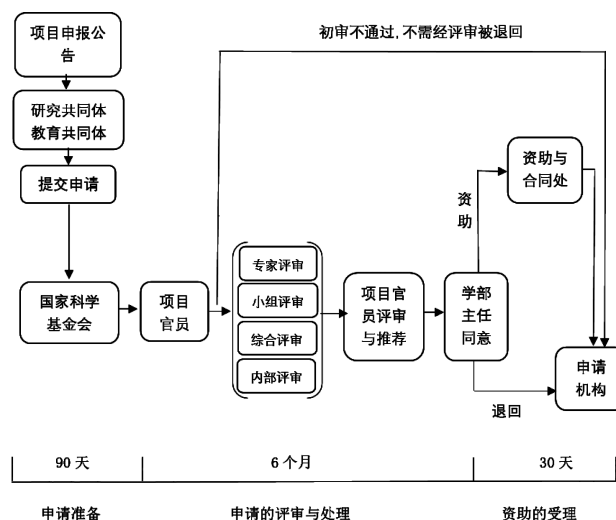 项目申报公
告
初审不通过,不需经评审被退回
研究共同体
教育共同体
提交申请
资助与
合同处
资
助
国家科学
基金会
项目
官员
专家评审
小组评审
综合评审
内部评审
项目官
员评审
与推荐
学部
主任
同意
申请
机构
退回
90 天
6 个月
30 天
申请准备
申请的评审与处理
资助的受理